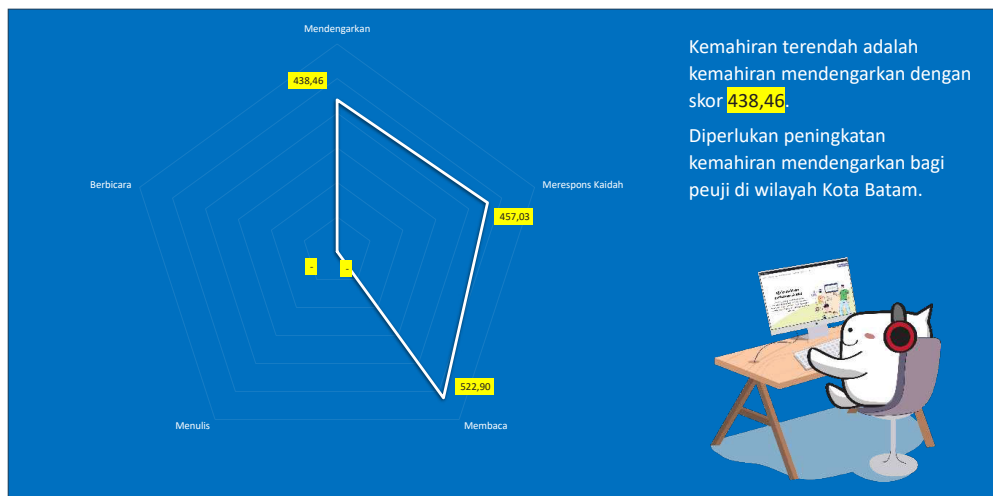 Mendengarkan
438,46
Berbicara
Merespons Kaidah
457,03
-
-
522,90
Menulis
Membaca
Kemahiran terendah adalah
kemahiran mendengarkan dengan
skor 438,46.
Diperlukan peningkatan
kemahiran mendengarkan bagi
peuji di wilayah Kota Batam.